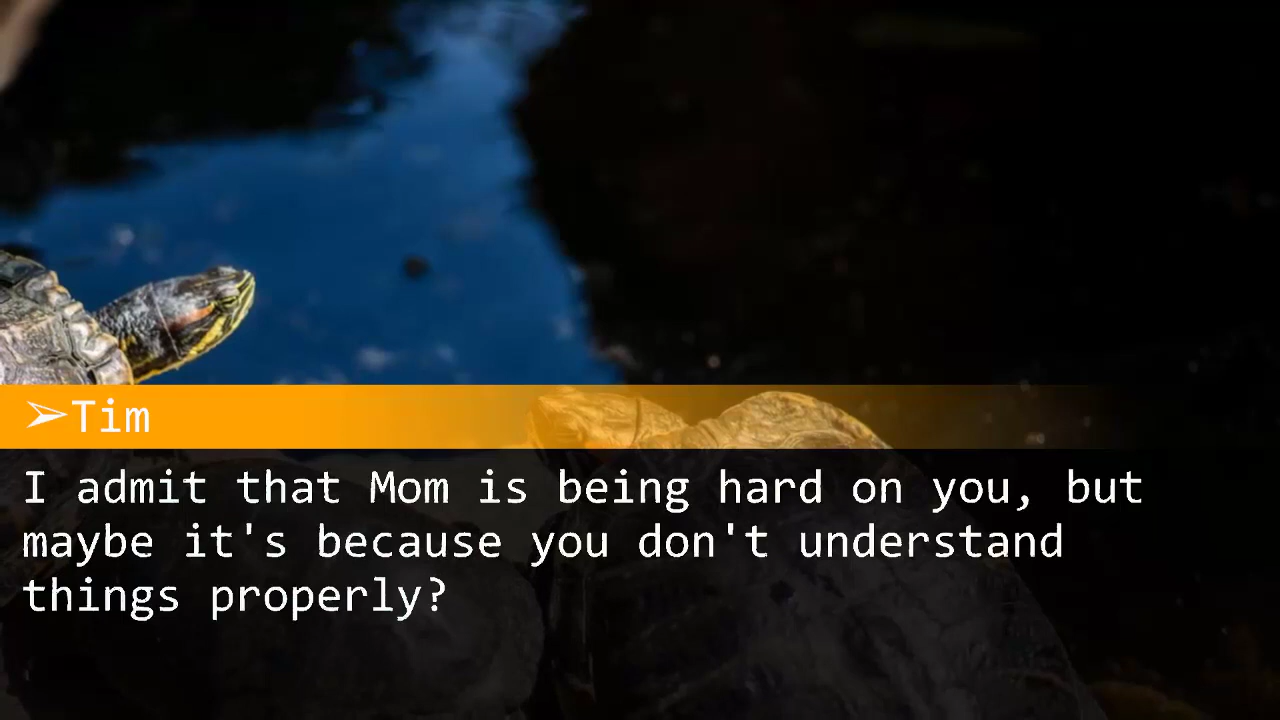 ➢Tim
I admit that Mom is being hard on you, but
maybe it's because you don't understand
things properly?